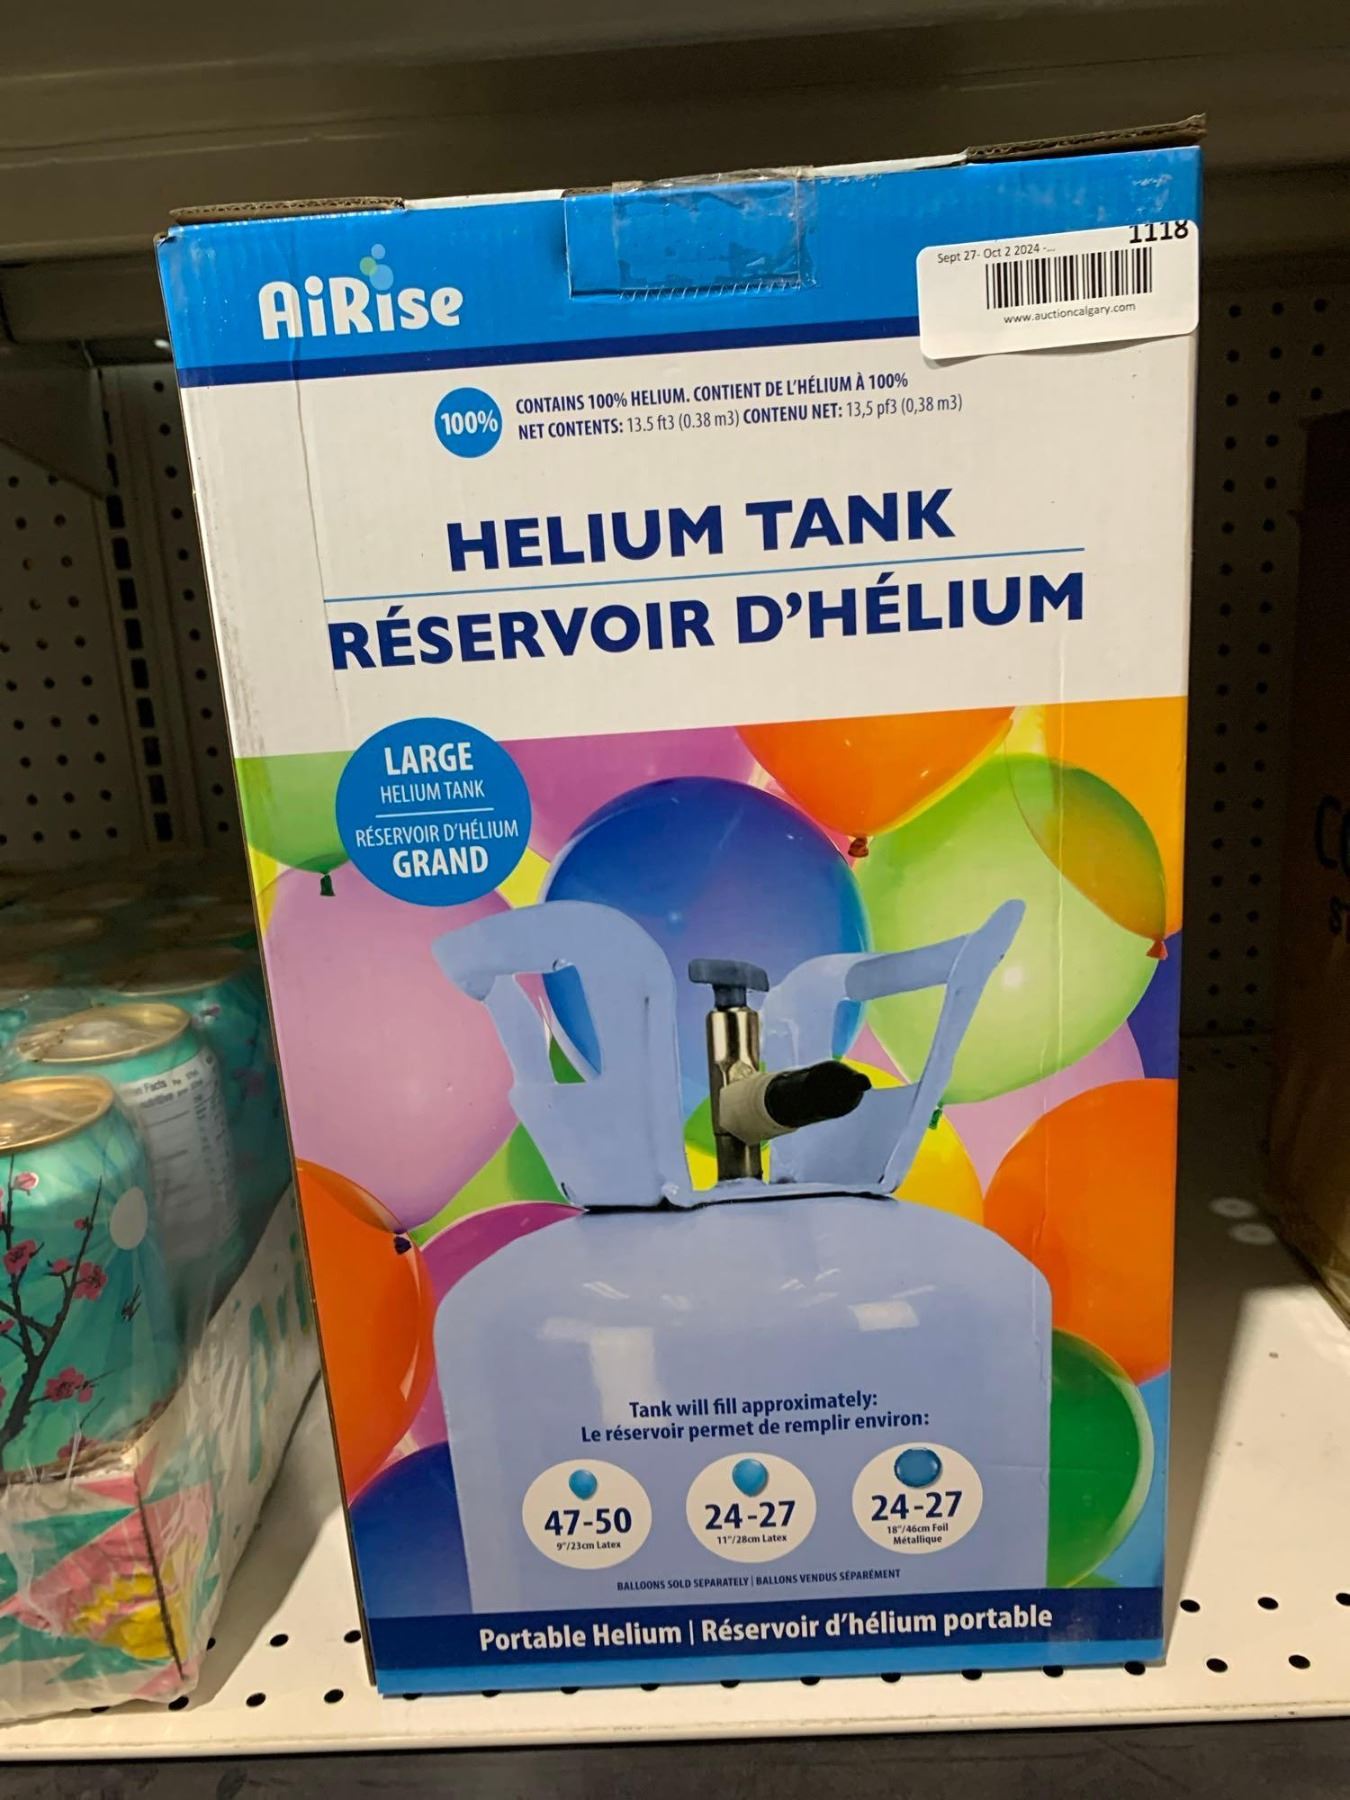 AiRise
1118
Sept 27- Oct 2 2024 -...
www.auctioncalgary.com
100%
CONTAINS 100% HELIUM. CONTIENT DE L'HÉLIUM À 100%
NET CONTENTS: 13.5 ft3 (0.38 m3) CONTENU NET: 13,5 pf3 (0,38 m3)
HELIUM TANK
RÉSERVOIR D'HÉLIUM
LARGE
HELIUM TANK
RÉSERVOIR D'HÉLIUM
GRAND
Tank will fill approximately:
Le réservoir permet de remplir environ:
47-50
9"/23cm Latex
24-27
11"/28cm Latex
24-27
18"/46cm Foil
Métallique
BALLOONS SOLD SEPARATELY | BALLONS VENDUS SÉPARÉMENT
Portable Helium | Réservoir d'hélium portable